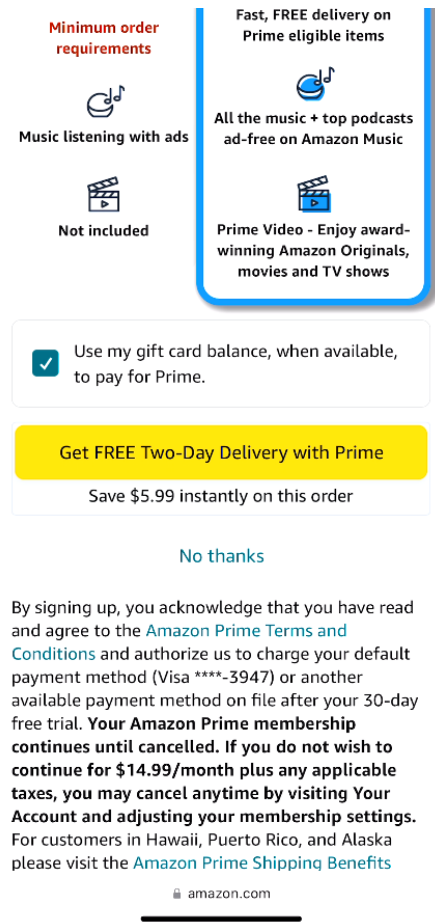 Minimum order
requirements
Fast, FREE delivery on
Prime eligible items
Music listening with ads
All the music + top podcasts
ad-free on Amazon Music
Not included
Prime Video - Enjoy award-
winning Amazon Originals,
movies and TV shows
Use my gift card balance, when available,
to pay for Prime.
Get FREE Two-Day Delivery with Prime
Save $5.99 instantly on this order
No thanks
By signing up, you acknowledge that you have read
and agree to the Amazon Prime Terms and
Conditions and authorize us to charge your default
payment method (Visa ****-3947) or another
available payment method on file after your 30-day
free trial. Your Amazon Prime membership
continues until cancelled. If you do not wish to
continue for $14.99/month plus any applicable
taxes, you may cancel anytime by visiting Your
Account and adjusting your membership settings.
For customers in Hawaii, Puerto Rico, and Alaska
please visit the Amazon Prime Shipping Benefits
amazon.com